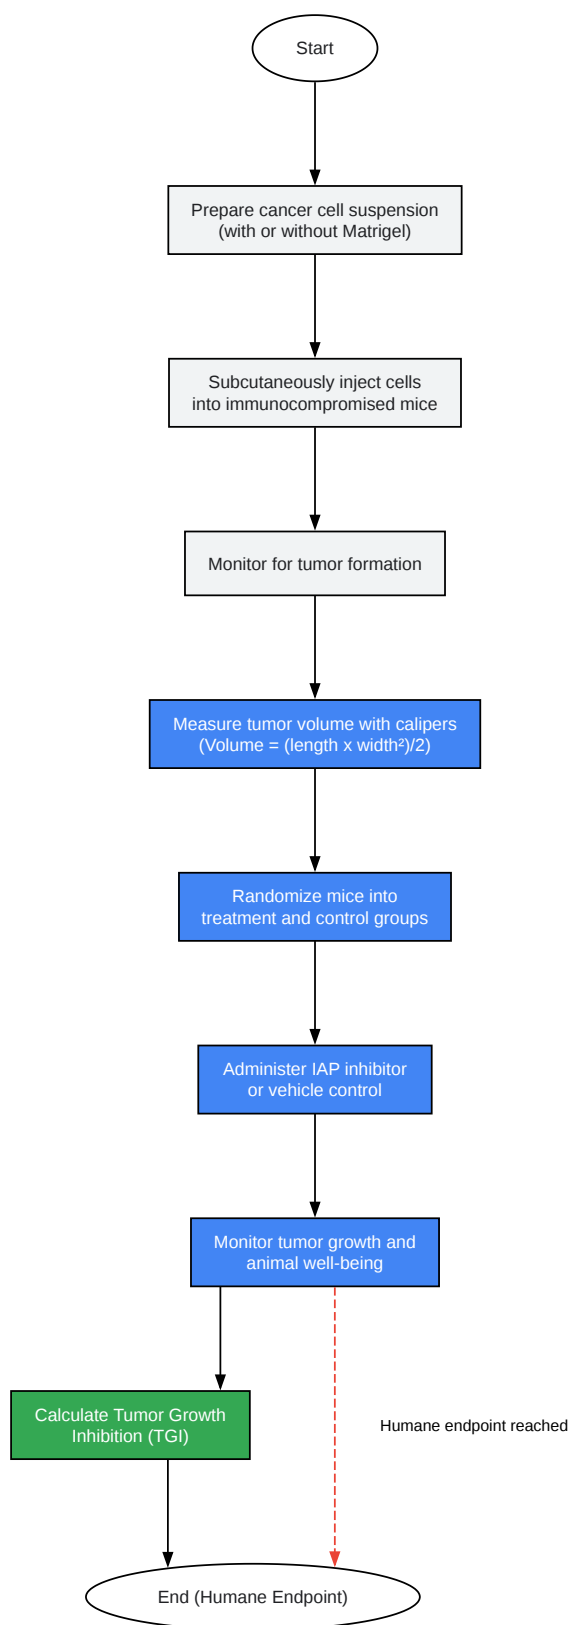 Start
Prepare cancer cell suspension
(with or without Matrigel)
Subcutaneously inject cells
into immunocompromised mice
Monitor for tumor formation
Measure tumor volume with calipers
(Volume = (length x width²)/2)
Randomize mice into
treatment and control groups
Administer IAP inhibitor
or vehicle control
Monitor tumor growth and
animal well-being
Calculate Tumor Growth
Inhibition (TGI)
Humane endpoint reached
End (Humane Endpoint)